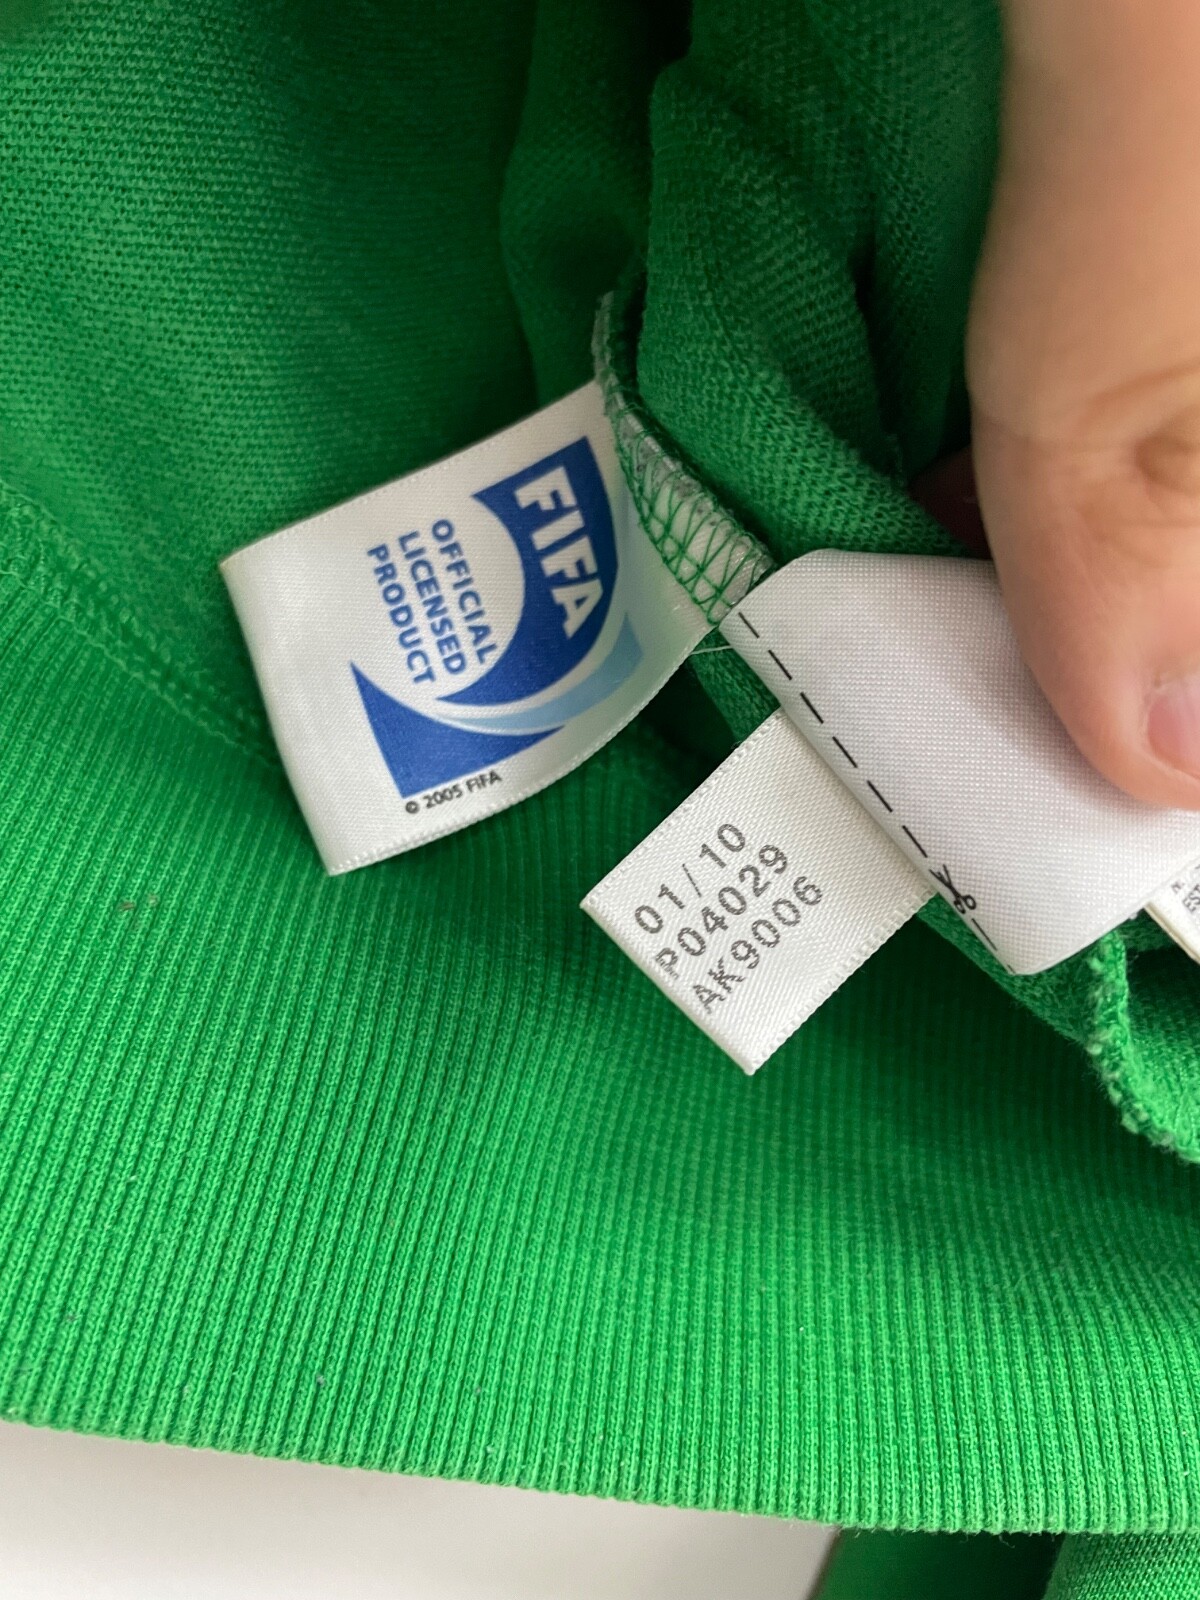 FIFA
OFFICIAL
LICENSED
PRODUCT
© 2005 FIFA
01/10
P04029
AK9006